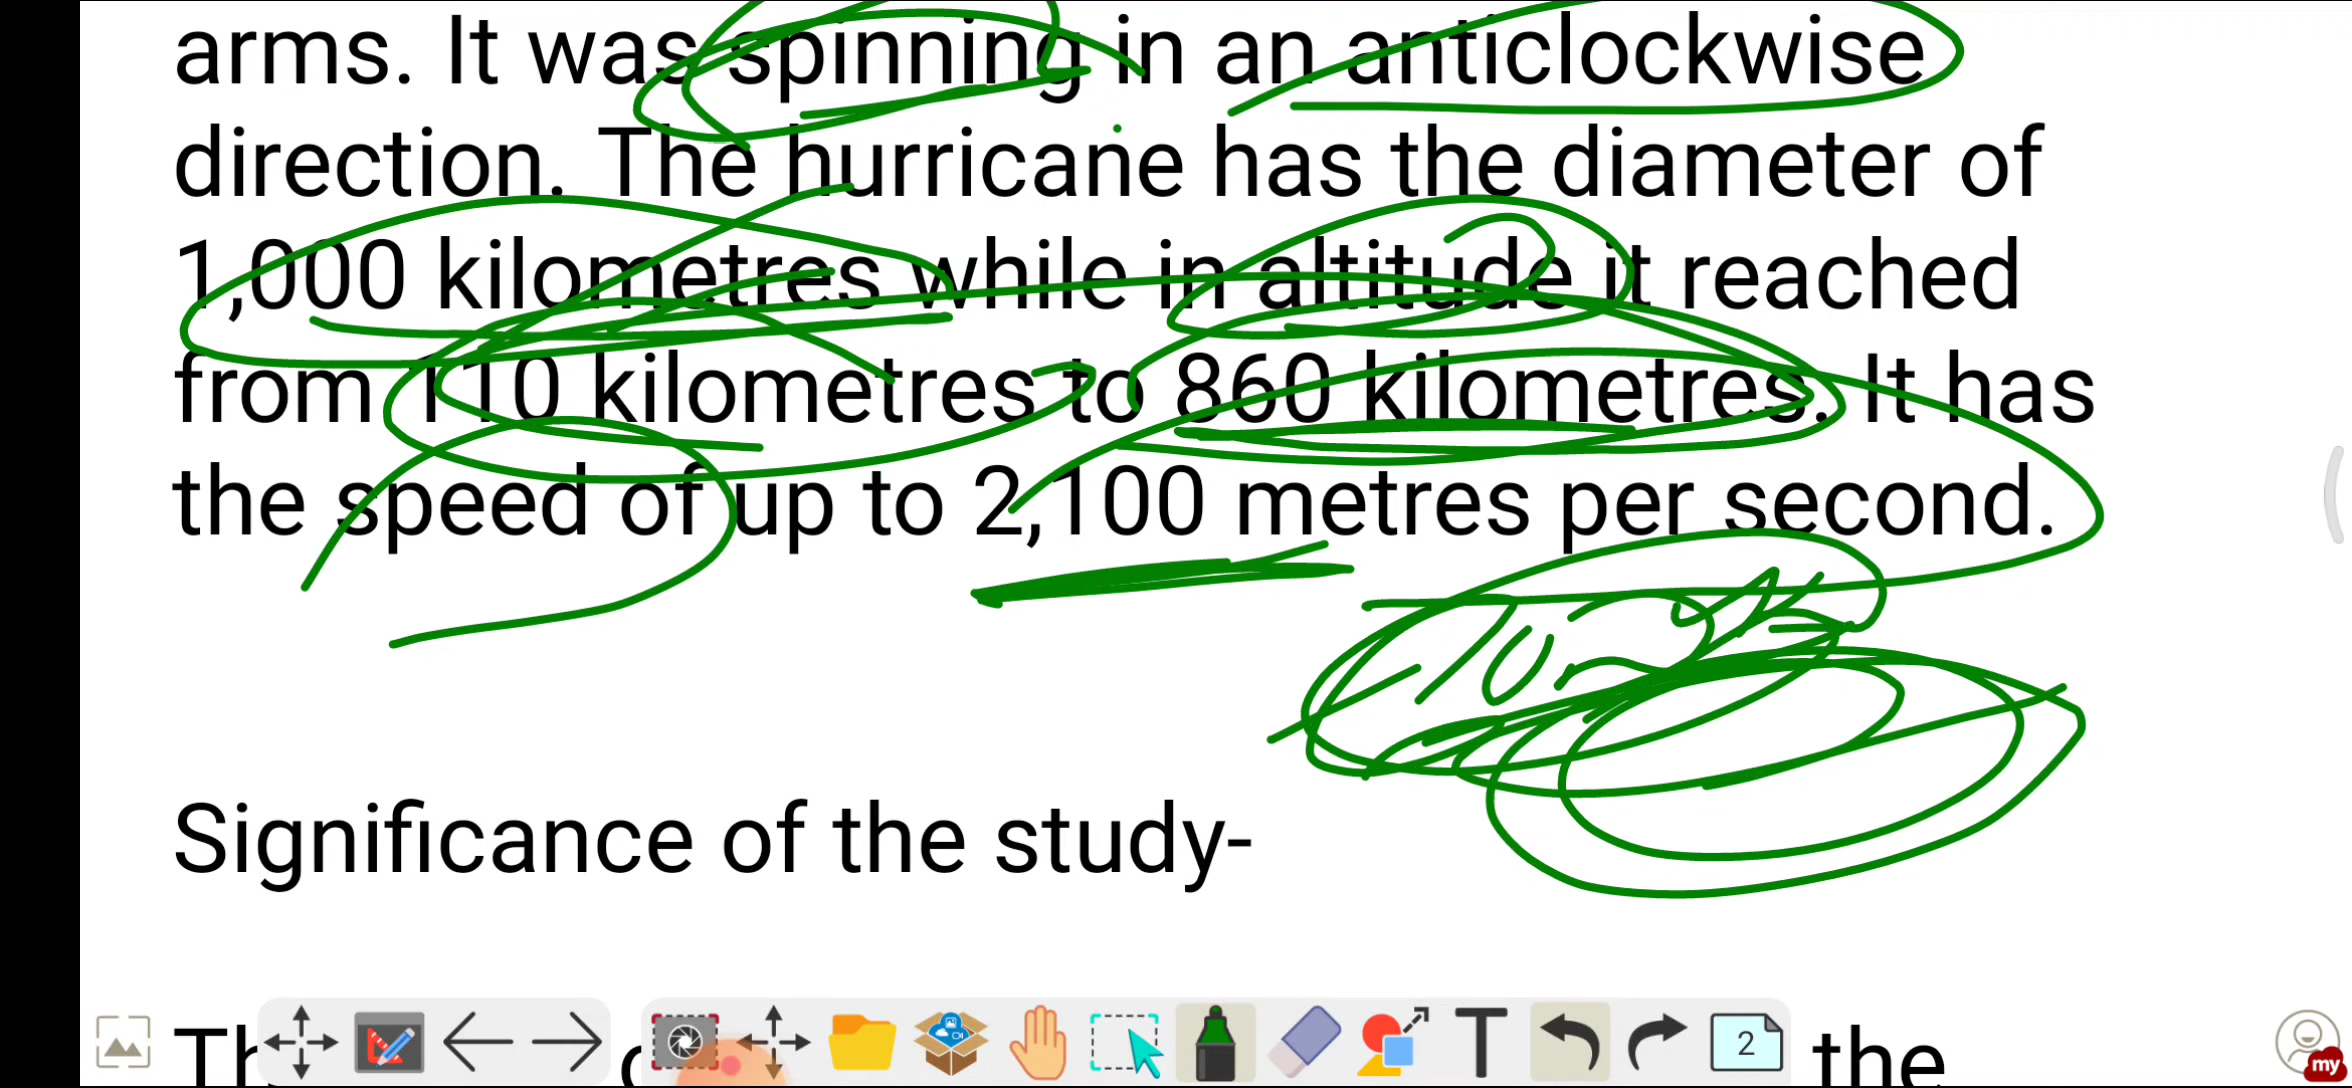 arms. It was spinning in an anticlockwise
direction. The hurricane has the diameter of
1,000 kilometres while in altitude it reached
from 110 kilometres to 860 kilometres. It has
the speed of up to 2,100 metres per second.
Significance of the study-
the
2
my